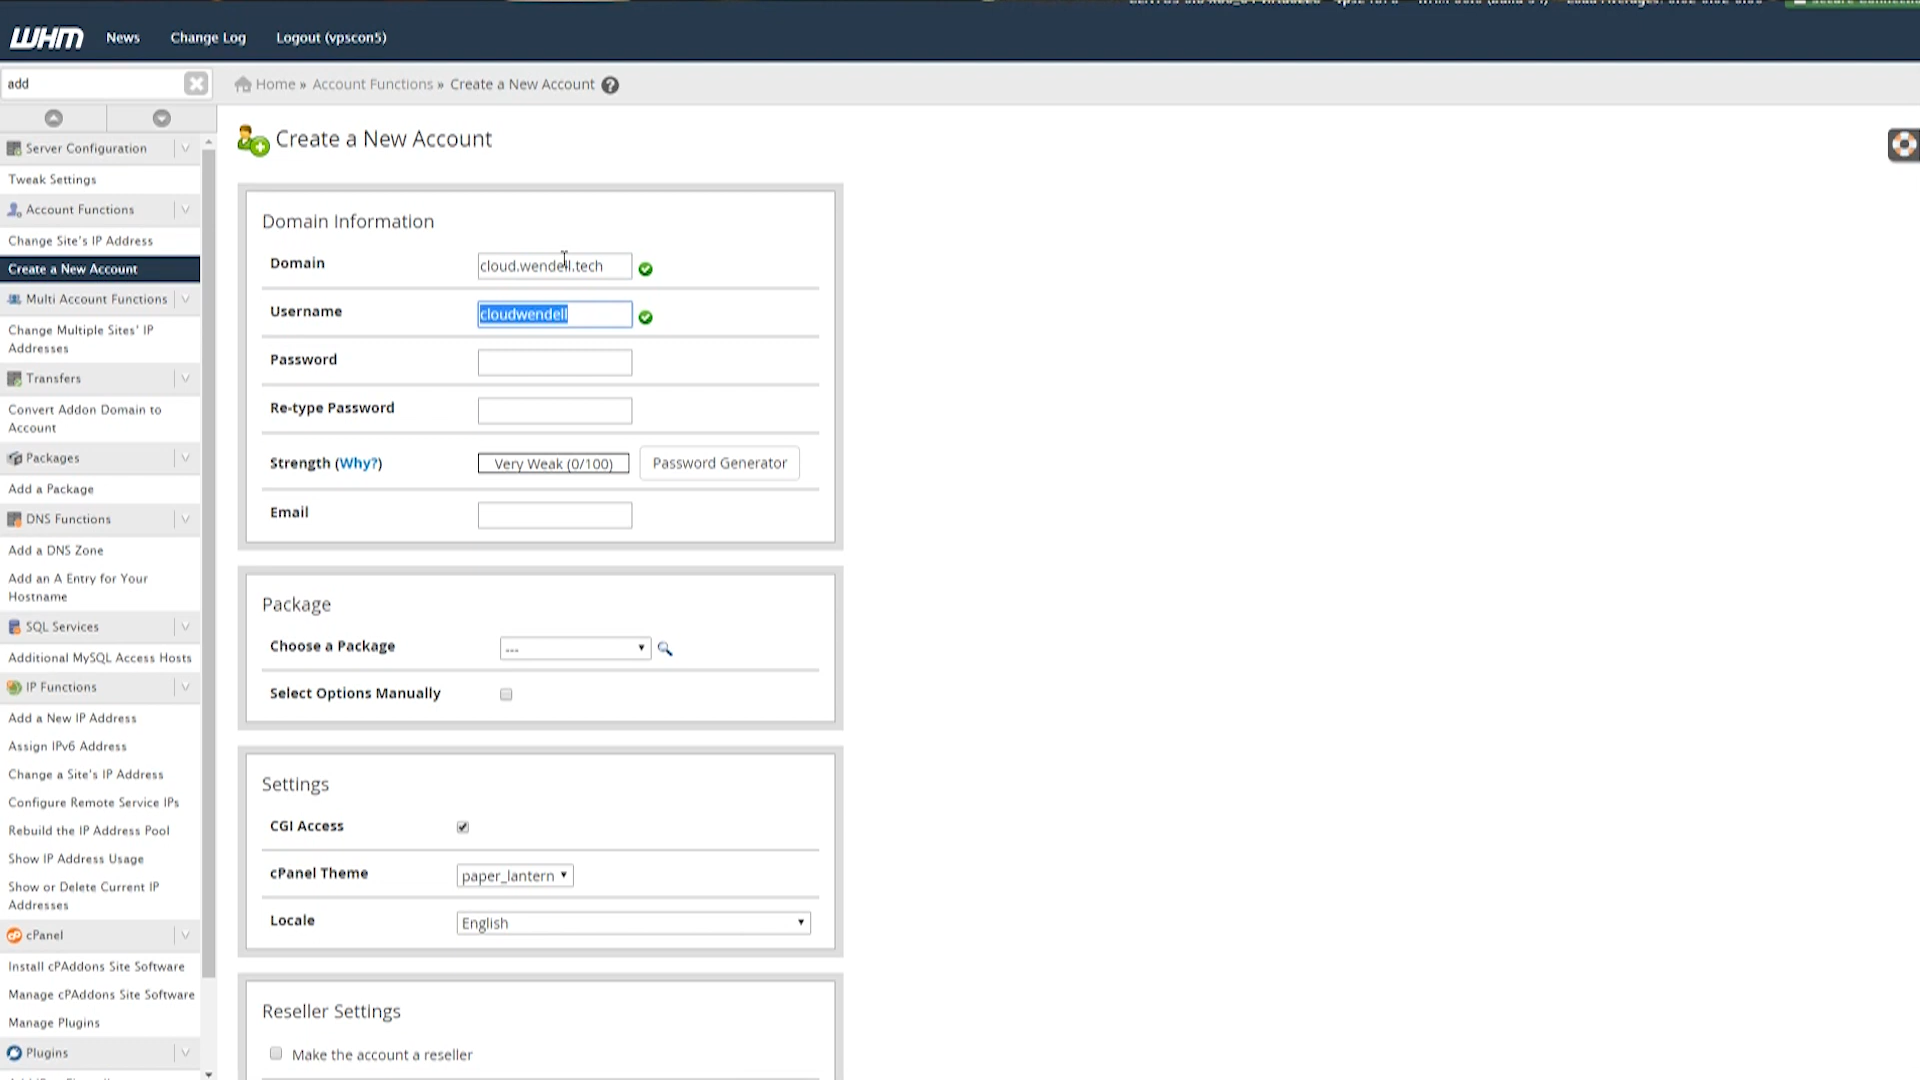 WHM News Change Log Logout (vpscon5)
add
Home » Account Functions » Create a New Account ?
Server Configuration
Tweak Settings
Account Functions
Change Site's IP Address
Create a New Account
Multi Account Functions
Change Multiple Sites' IP
Addresses
Transfers
Convert Addon Domain to
Account
Packages
Add a Package
DNS Functions
Add a DNS Zone
Add an A Entry for Your
Hostname
SQL Services
Additional MySQL Access Hosts
IP Functions
Add a New IP Address
Assign IPv6 Address
Change a Site's IP Address
Configure Remote Service IPs
Rebuild the IP Address Pool
Show IP Address Usage
Show or Delete Current IP
Addresses
cPanel
Install cPAddons Site Software
Manage cPAddons Site Software
Manage Plugins
Plugins
Create a New Account
Domain Information
Domain cloud.wendell.tech
Username cloudwendell
Password
Re-type Password
Strength (Why?) Very Weak (0/100) Password Generator
Email
Package
Choose a Package ---
Select Options Manually
Settings
CGI Access
cPanel Theme paper_lantern
Locale English
Reseller Settings
Make the account a reseller